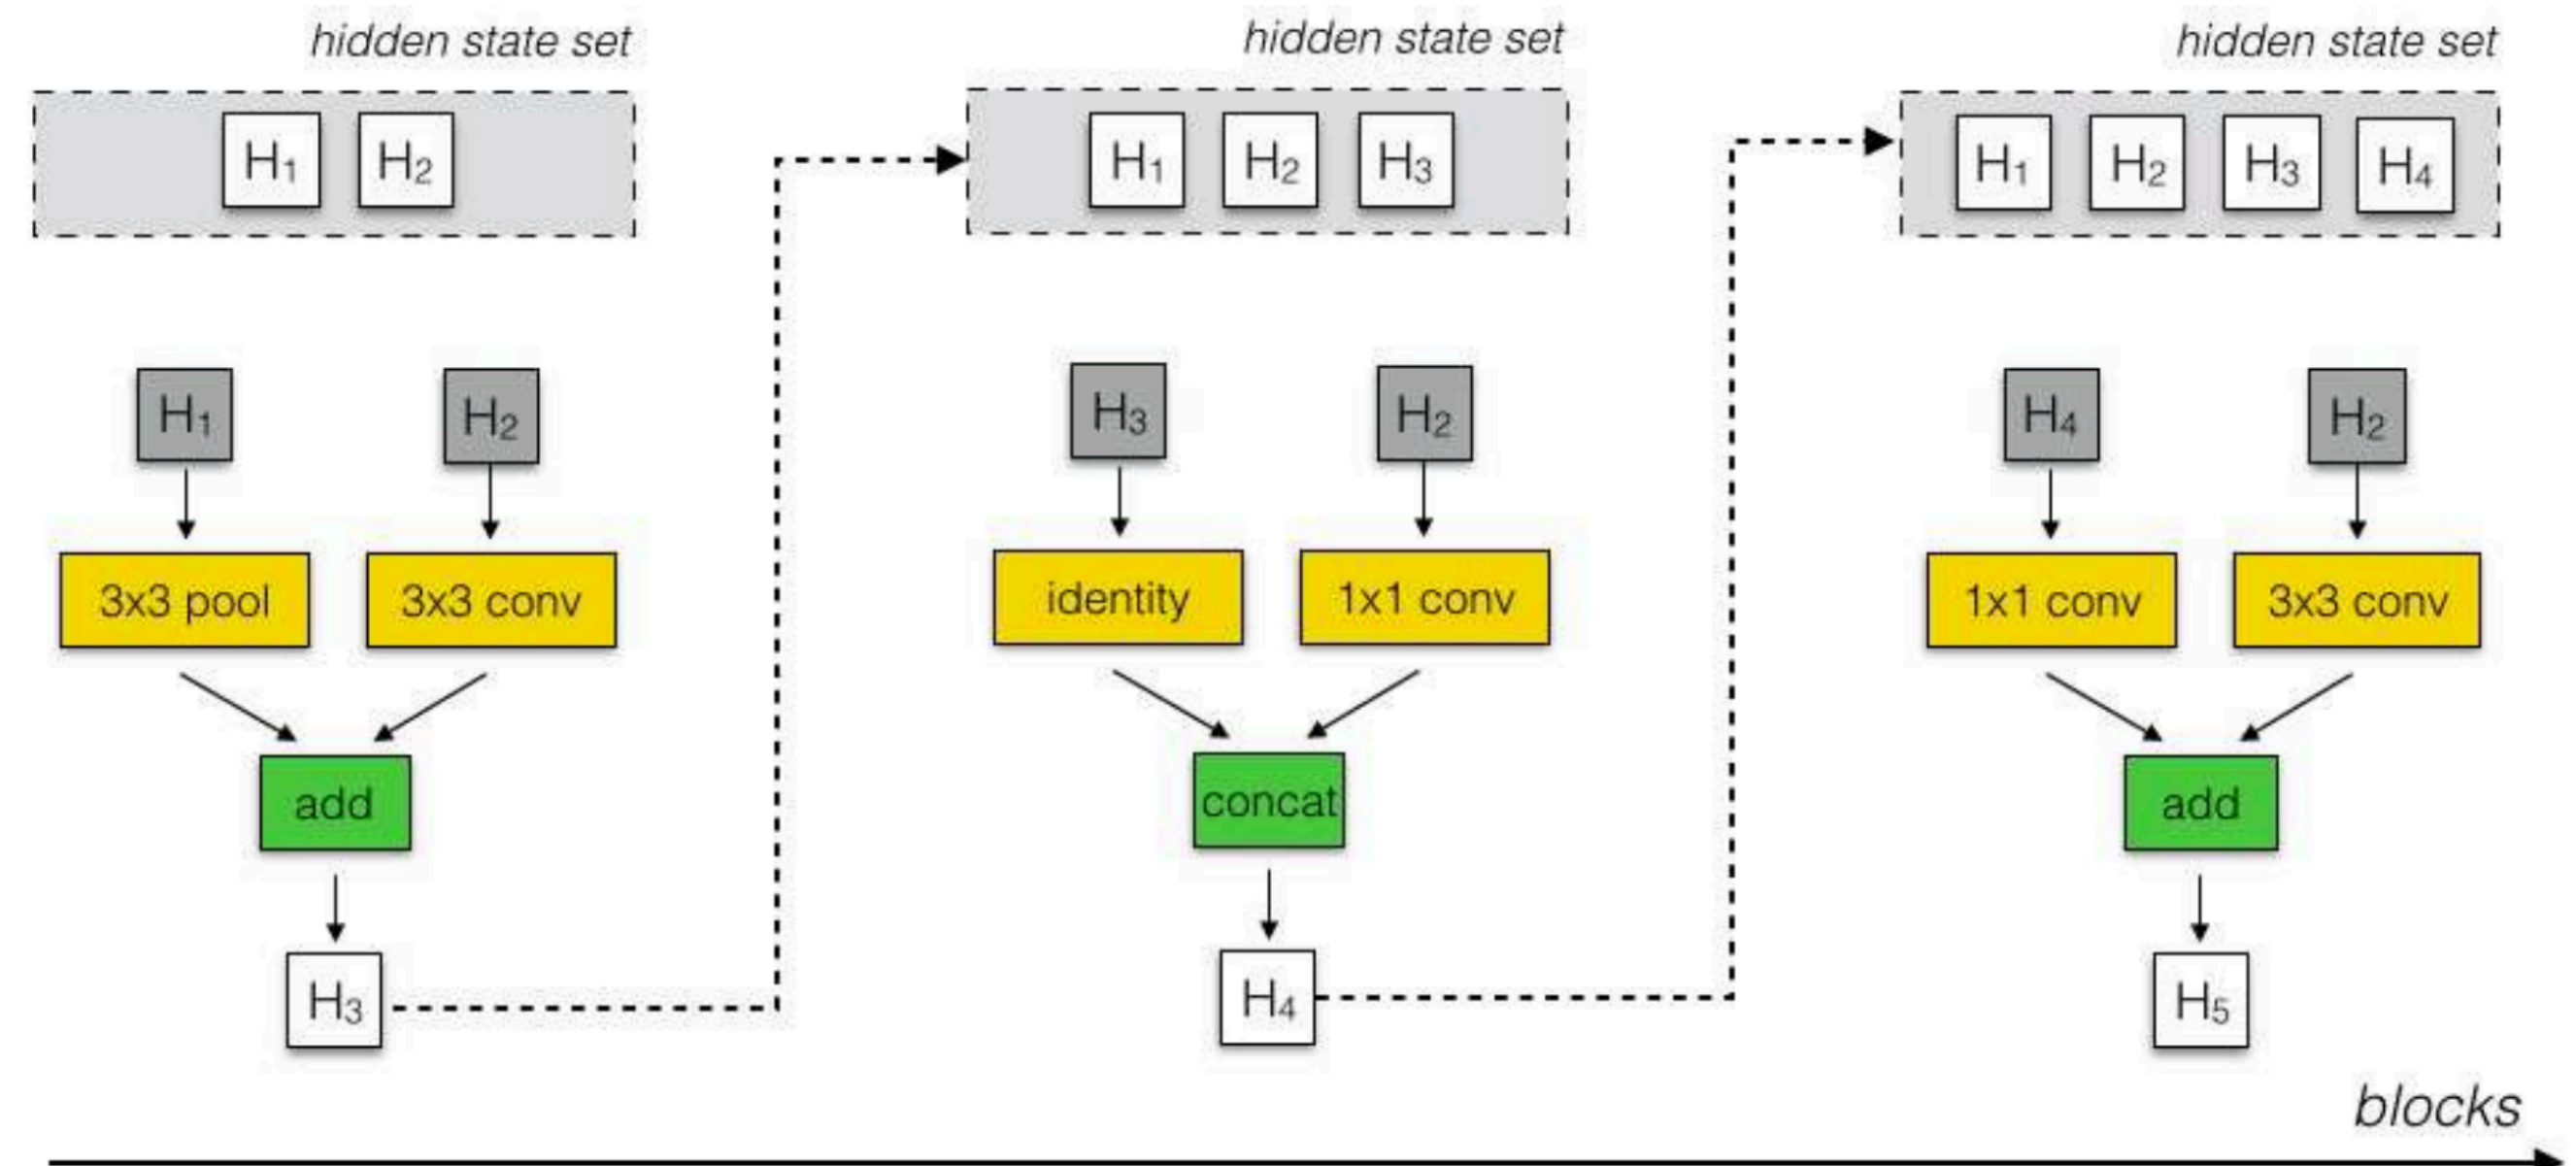 hidden state set
hidden state set
hidden state set
H1 H2
H1 H2 H3
H1 H2 H3 H4
H1 H2
H3 H2
H4 H2
3x3 pool 3x3 conv
identity 1x1 conv
1x1 conv 3x3 conv
add
concat
add
H3
H4
H5
blocks